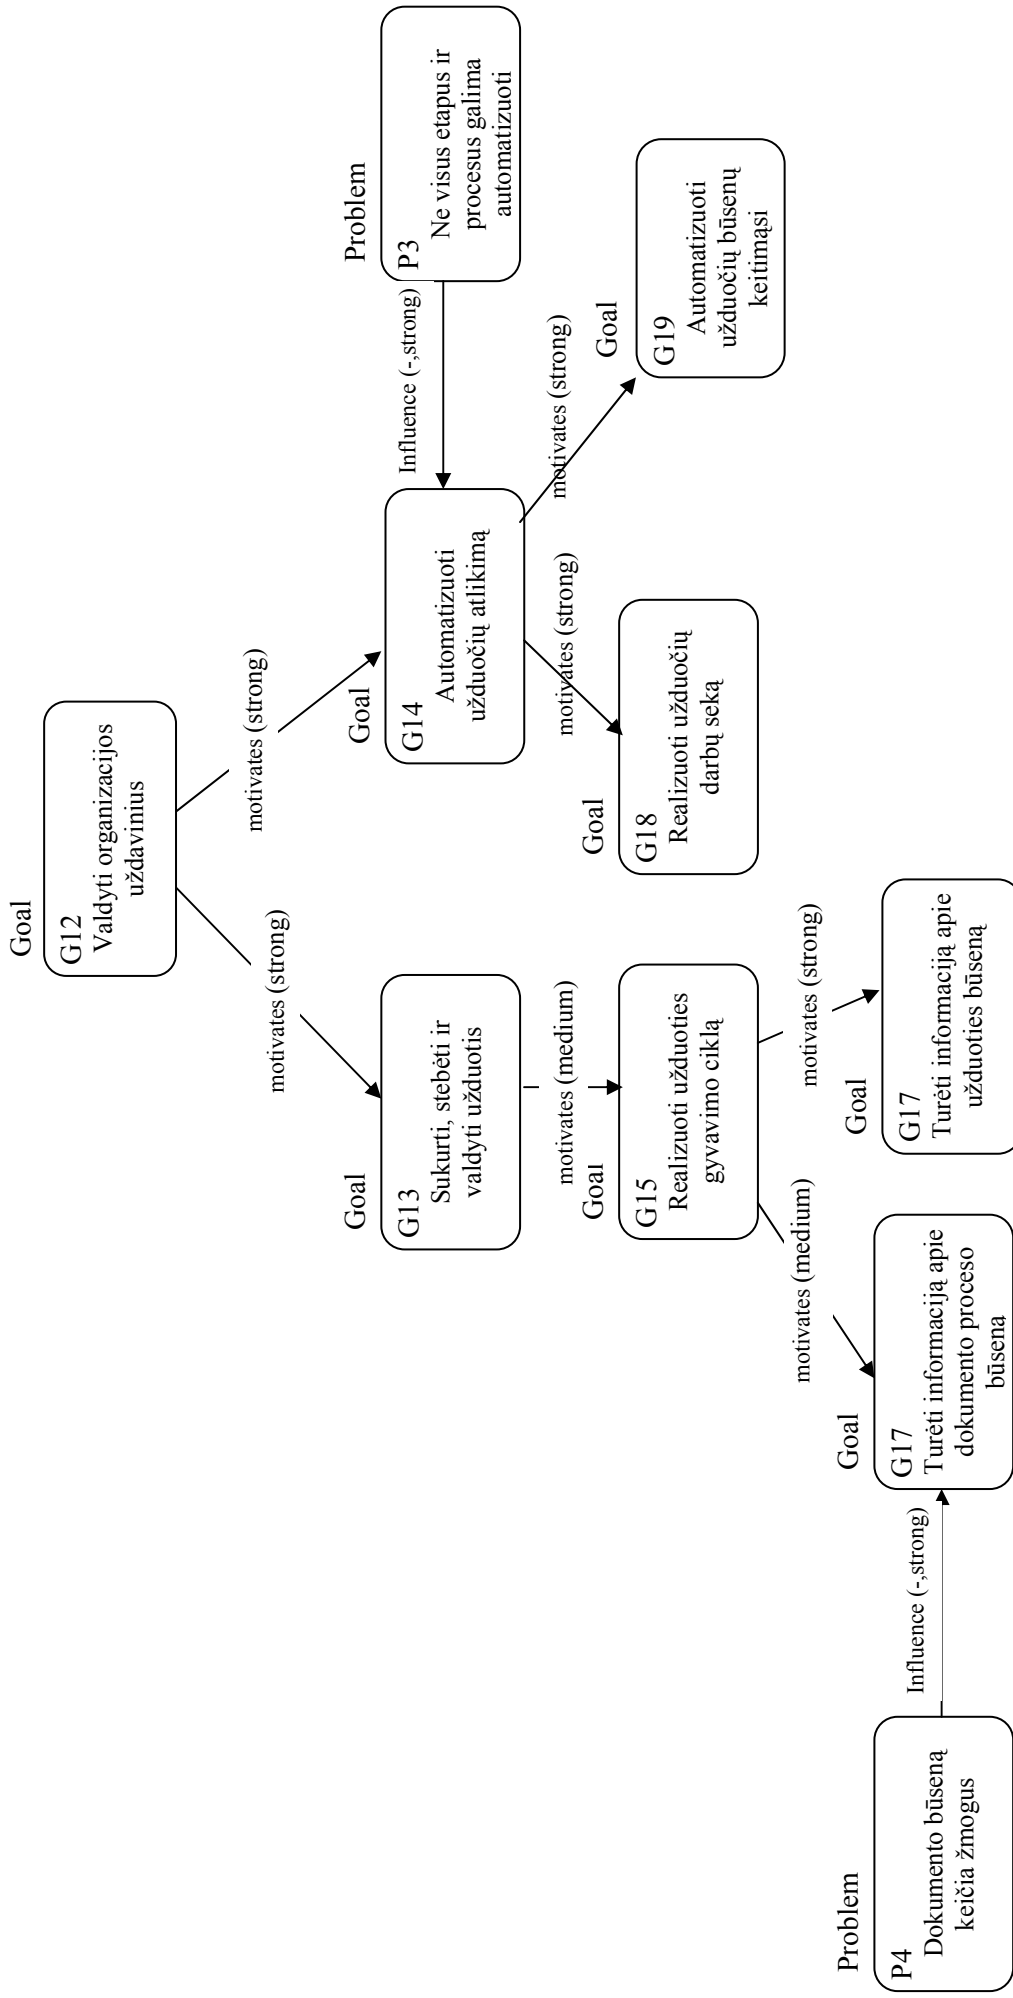 Goal
G12
Valdyti organizacijos
uždavinius
motivates (strong)
motivates (strong)
Goal
G13
Sukurti, stebėti ir
valdyti užduotis
Goal
G14
Automatizuoti
užduočių atlikimą
Influence (-,strong)
Problem
P3
Ne visus etapus ir
procesus galima
automatizuoti
motivates (medium)
motivates (strong)
motivates (strong)
Goal
G15
Realizuoti užduoties
gyvavimo ciklą
Goal
G18
Realizuoti užduočių
darbų seką
Goal
G19
Automatizuoti
užduočių būsenų
keitimąsi
motivates (medium)
motivates (strong)
Problem
P4
Dokumento būseną
keičia žmogus
Influence (-,strong)
Goal
G17
Turėti informaciją apie
dokumento proceso
būsena
Goal
G17
Turėti informaciją apie
užduoties būseną